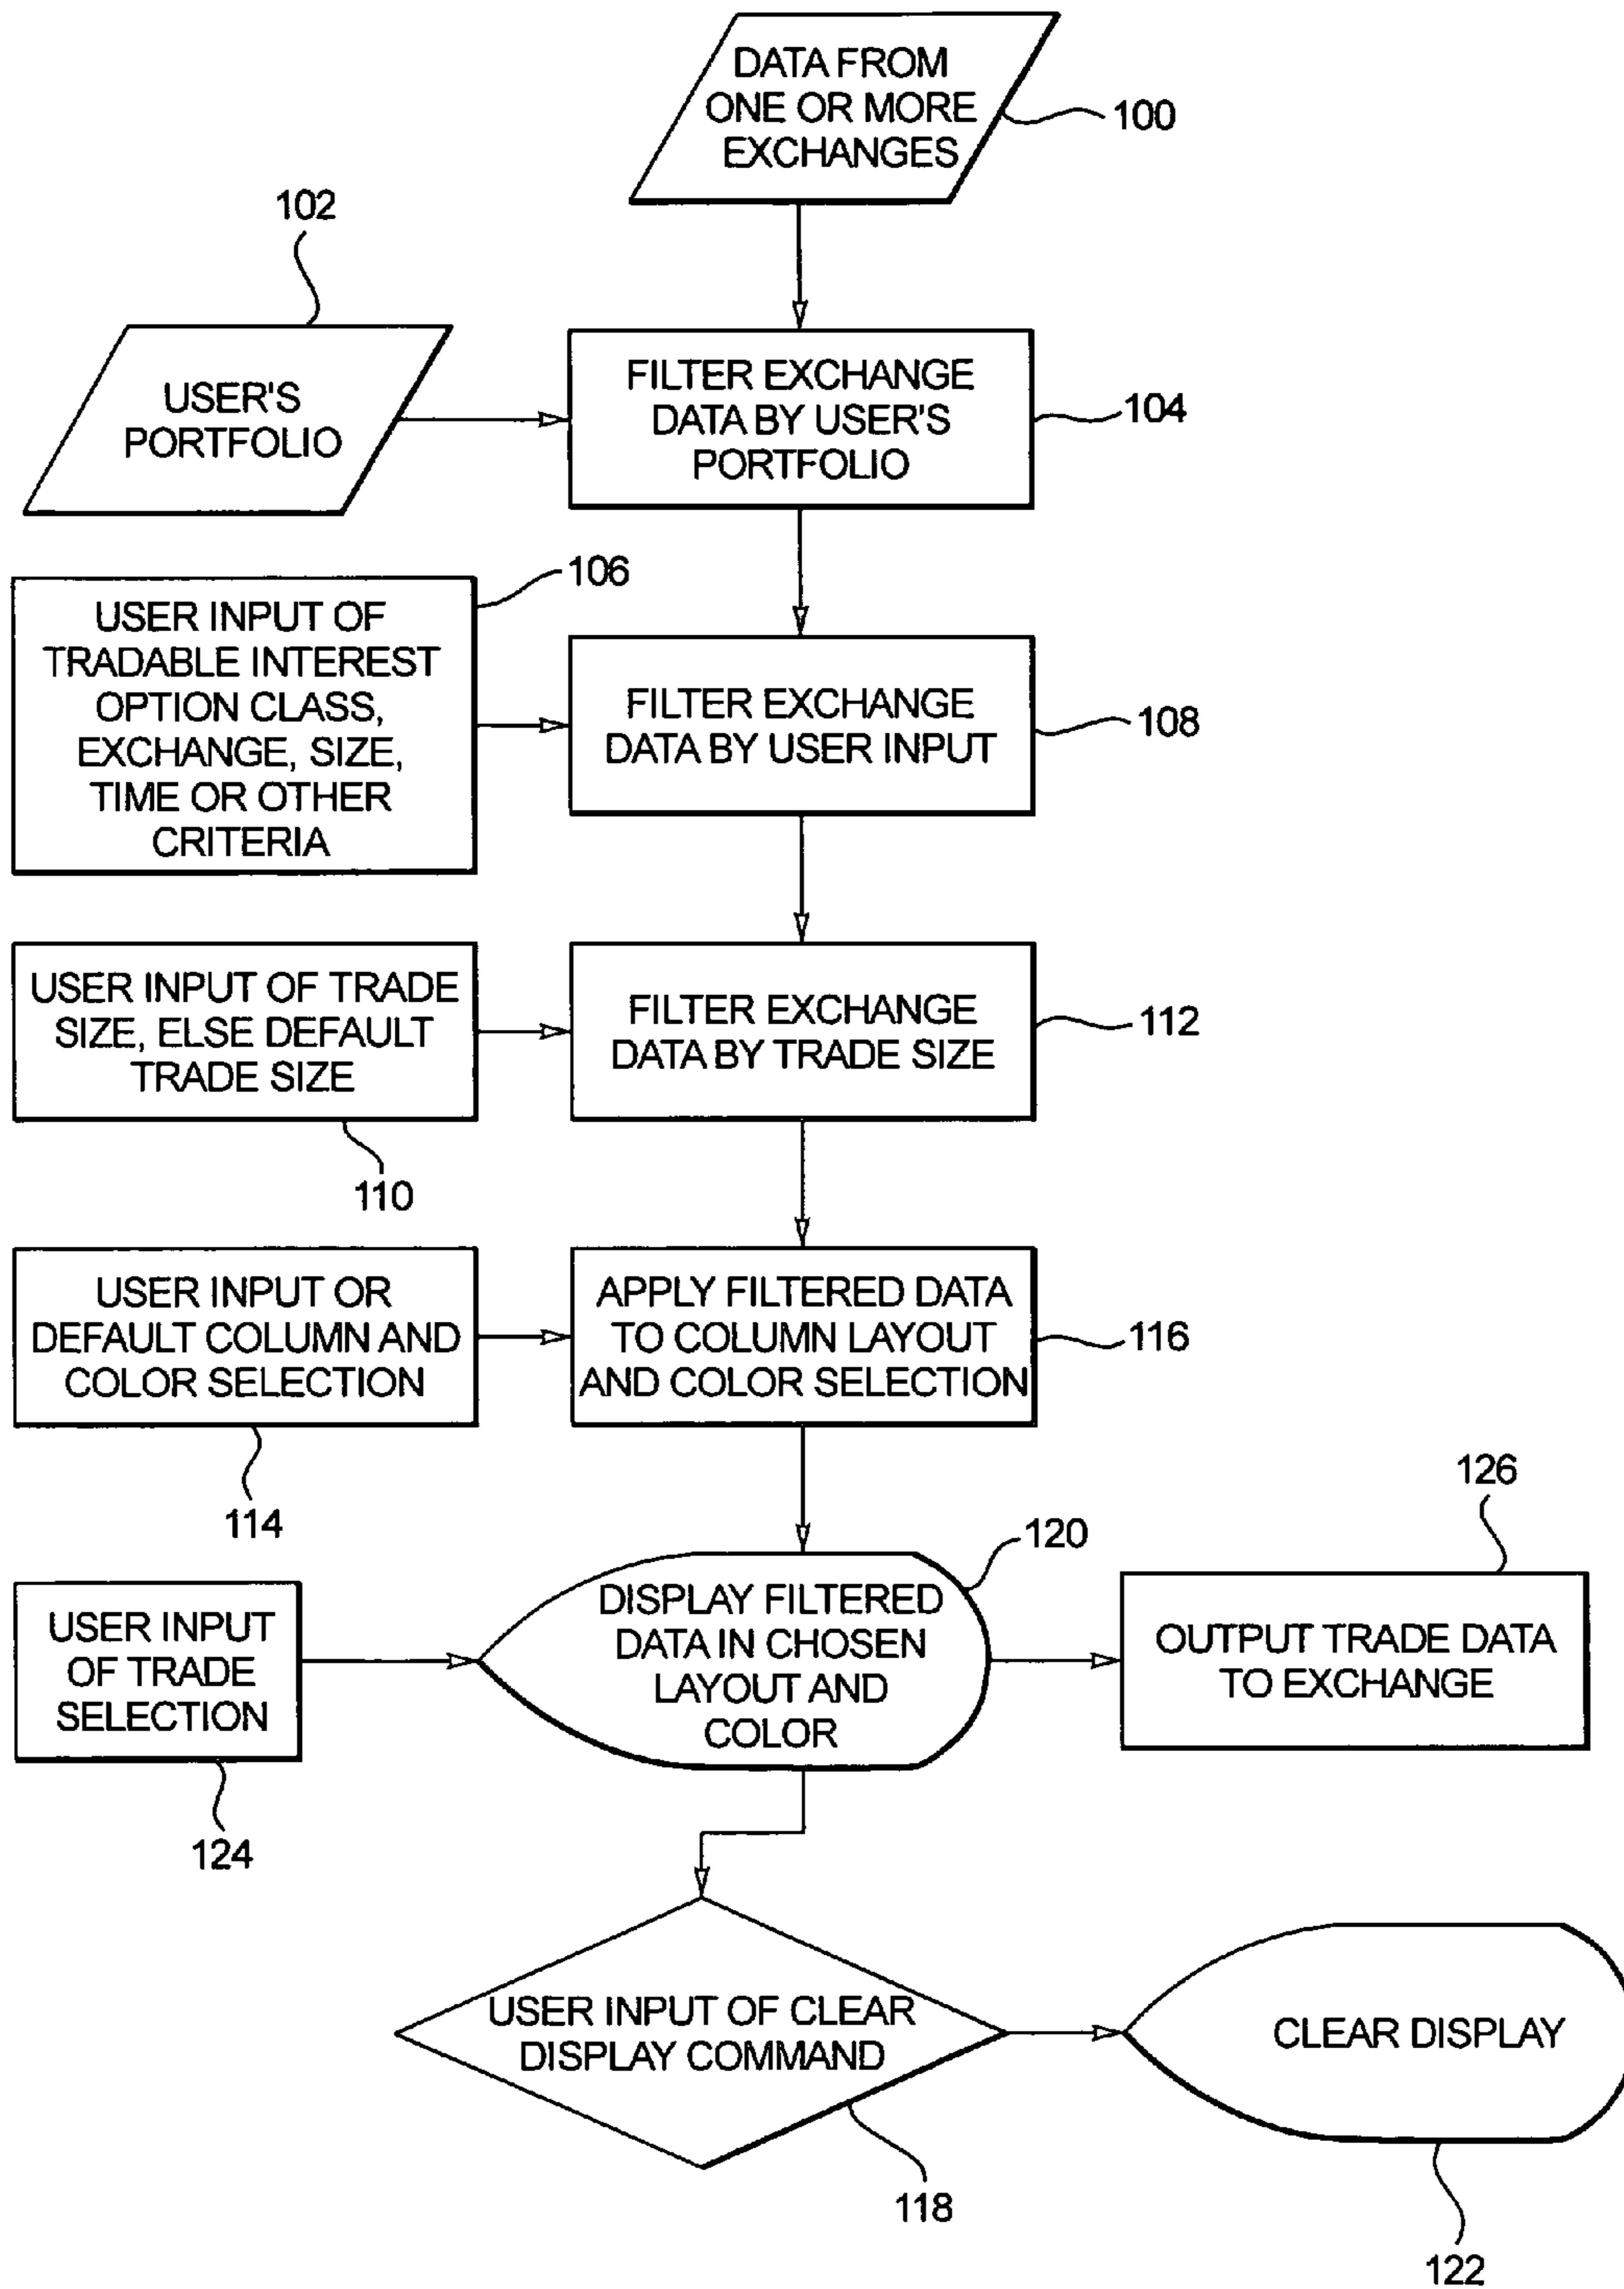 DATA FROM
ONE OR MORE
EXCHANGES
100
102
USER'S
PORTFOLIO
FILTER EXCHANGE
DATA BY USER'S
PORTFOLIO
104
106
USER INPUT OF
TRADABLE INTEREST
OPTION CLASS,
EXCHANGE, SIZE,
TIME OR OTHER
CRITERIA
FILTER EXCHANGE
DATA BY USER INPUT
108
USER INPUT OF TRADE
SIZE, ELSE DEFAULT
TRADE SIZE
110
FILTER EXCHANGE
DATA BY TRADE SIZE
112
USER INPUT OR
DEFAULT COLUMN AND
COLOR SELECTION
114
APPLY FILTERED DATA
TO COLUMN LAYOUT
AND COLOR SELECTION
116
USER INPUT
OF TRADE
SELECTION
124
DISPLAY FILTERED
DATA IN CHOSEN
LAYOUT AND
COLOR
120
126
OUTPUT TRADE DATA
TO EXCHANGE
USER INPUT OF CLEAR
DISPLAY COMMAND
118
CLEAR DISPLAY
122